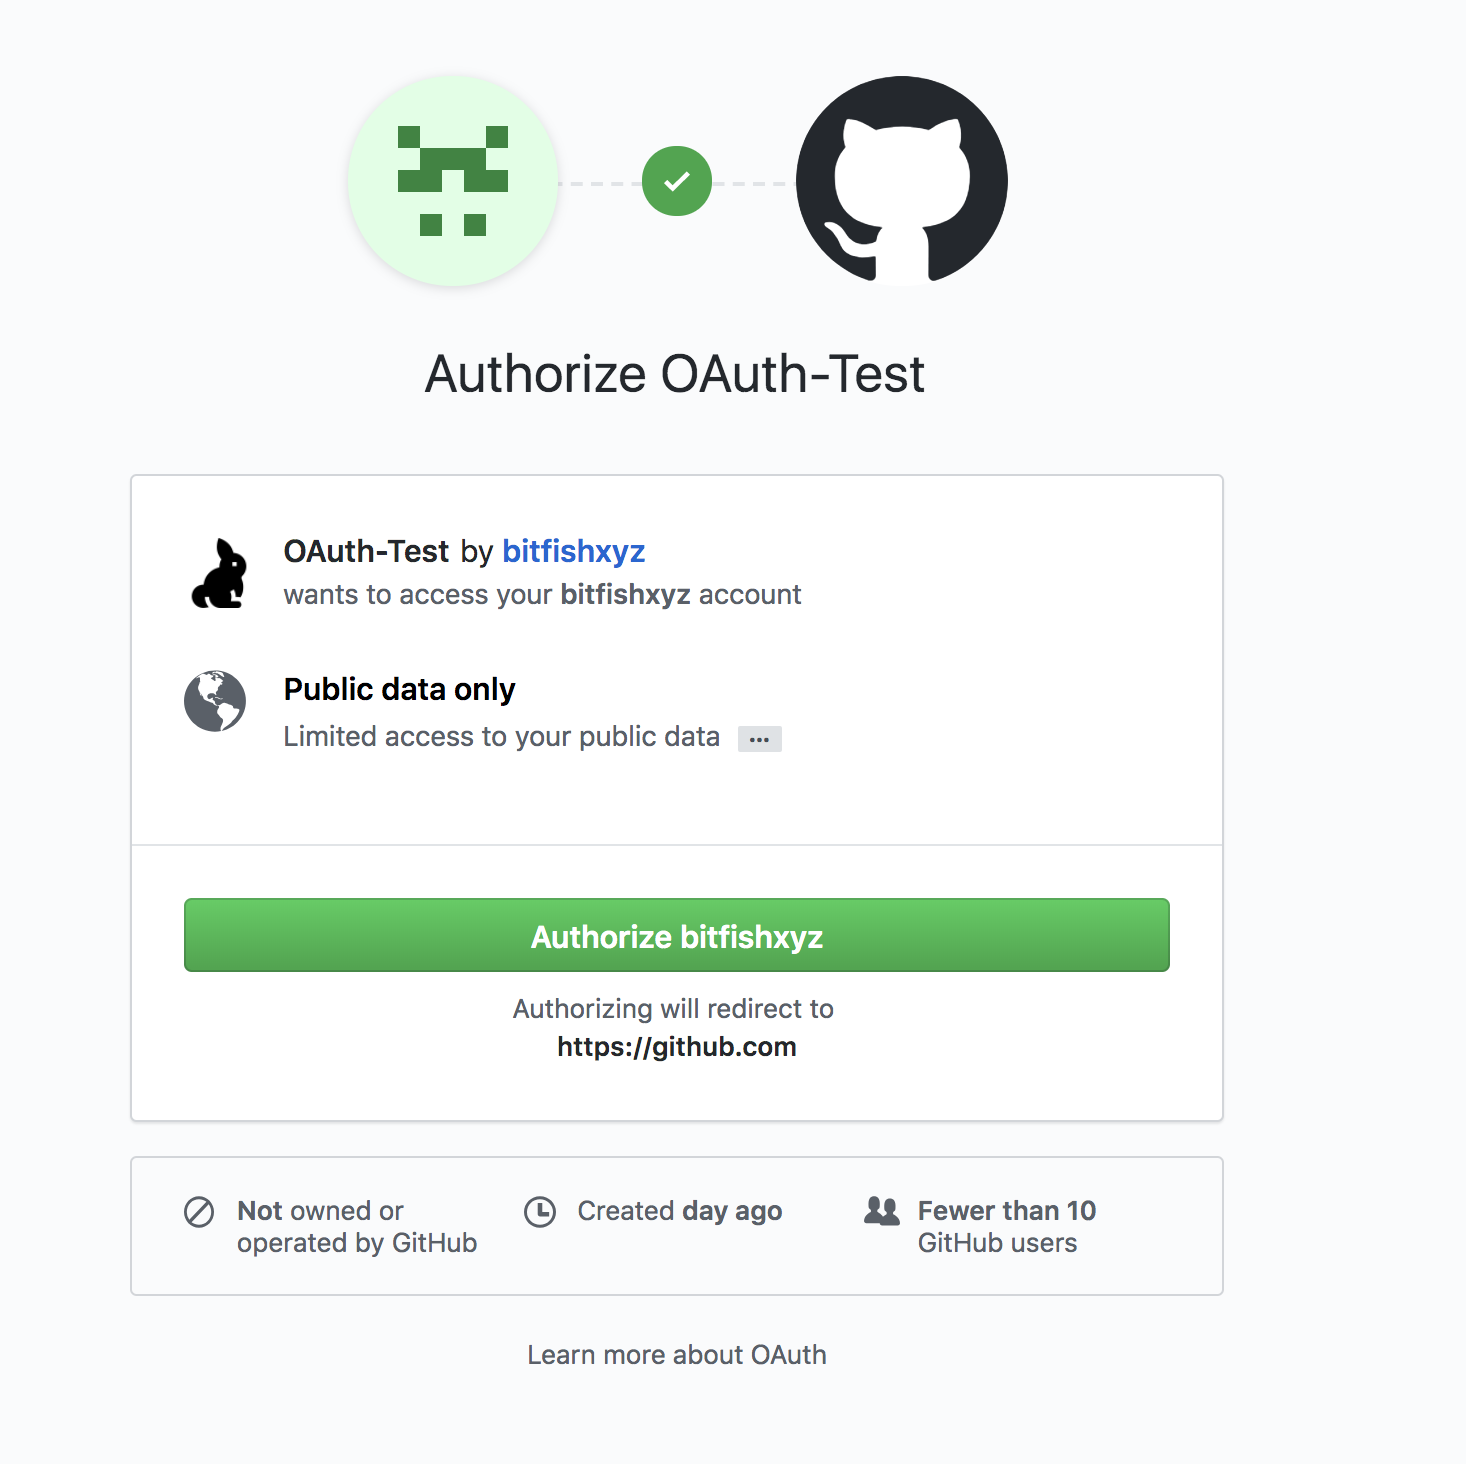 Authorize OAuth-Test
OAuth-Test by bitfishxyz
wants to access your bitfishxyz account
Public data only
Limited access to your public data ...
Authorize bitfishxyz
Authorizing will redirect to
https://github.com
Not owned or
operated by GitHub
Created day ago
Fewer than 10
GitHub users
Learn more about OAuth